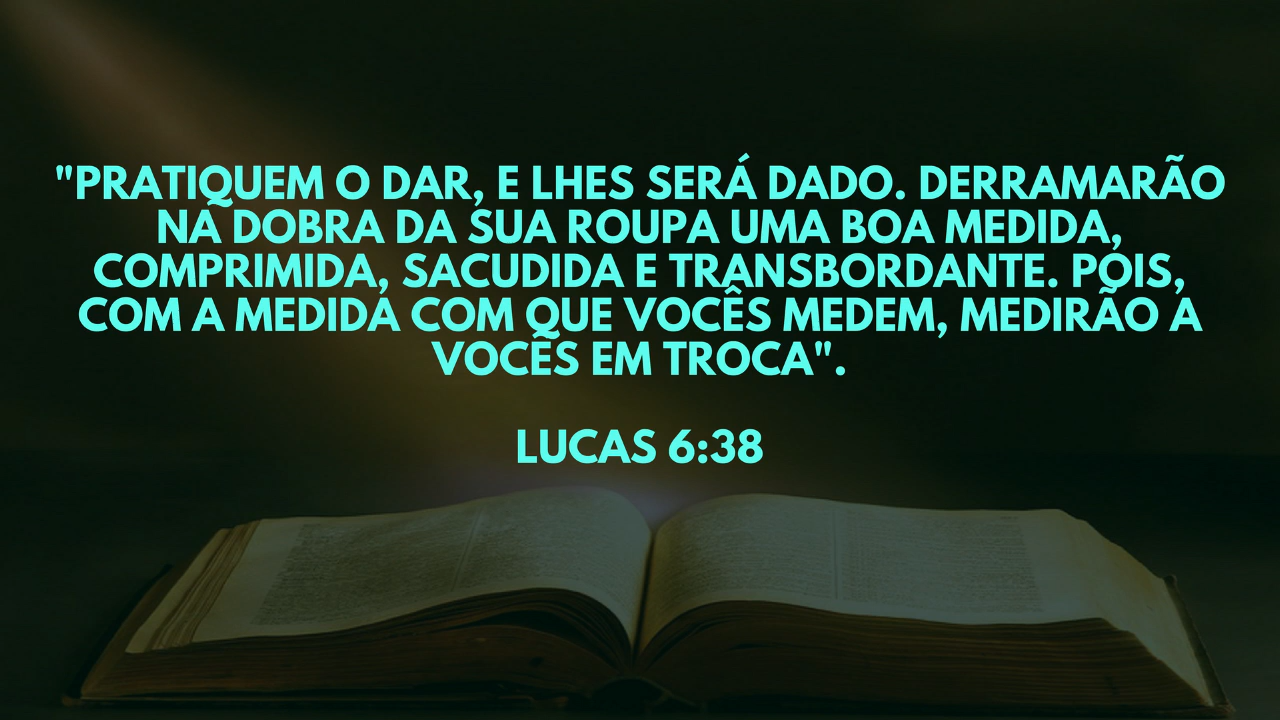 "PRATIQUEM O DAR, E LHES SERÁ DADO. DERRAMARÃO
NA DOBRA DA SUA ROUPA UMA BOA MEDIDA,
COMPRIMIDA, SACUDIDA E TRANSBORDANTE. POIS,
COM A MEDIDA COM QUE VOCÊS MEDEM, MEDIRÃO A
VOCÊS EM TROCA".
LUCAS 6:38